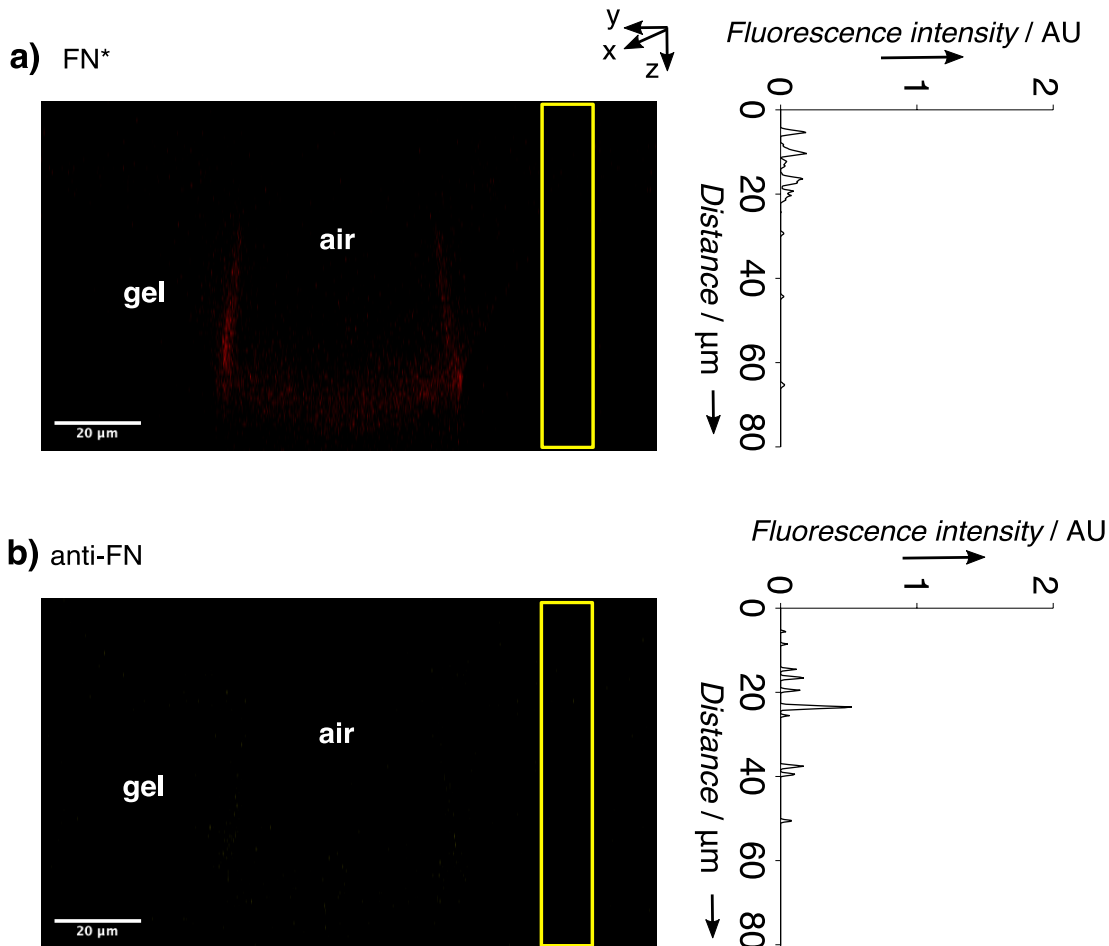 a) FN*
y
x
z
Fluorescence intensity / AU
0 1 2
0
20
40
60
80
Distance / µm
air
gel
20 µm
b) anti-FN
Fluorescence intensity / AU
0 1 2
0
20
40
60
80
Distance / µm
air
gel
20 µm